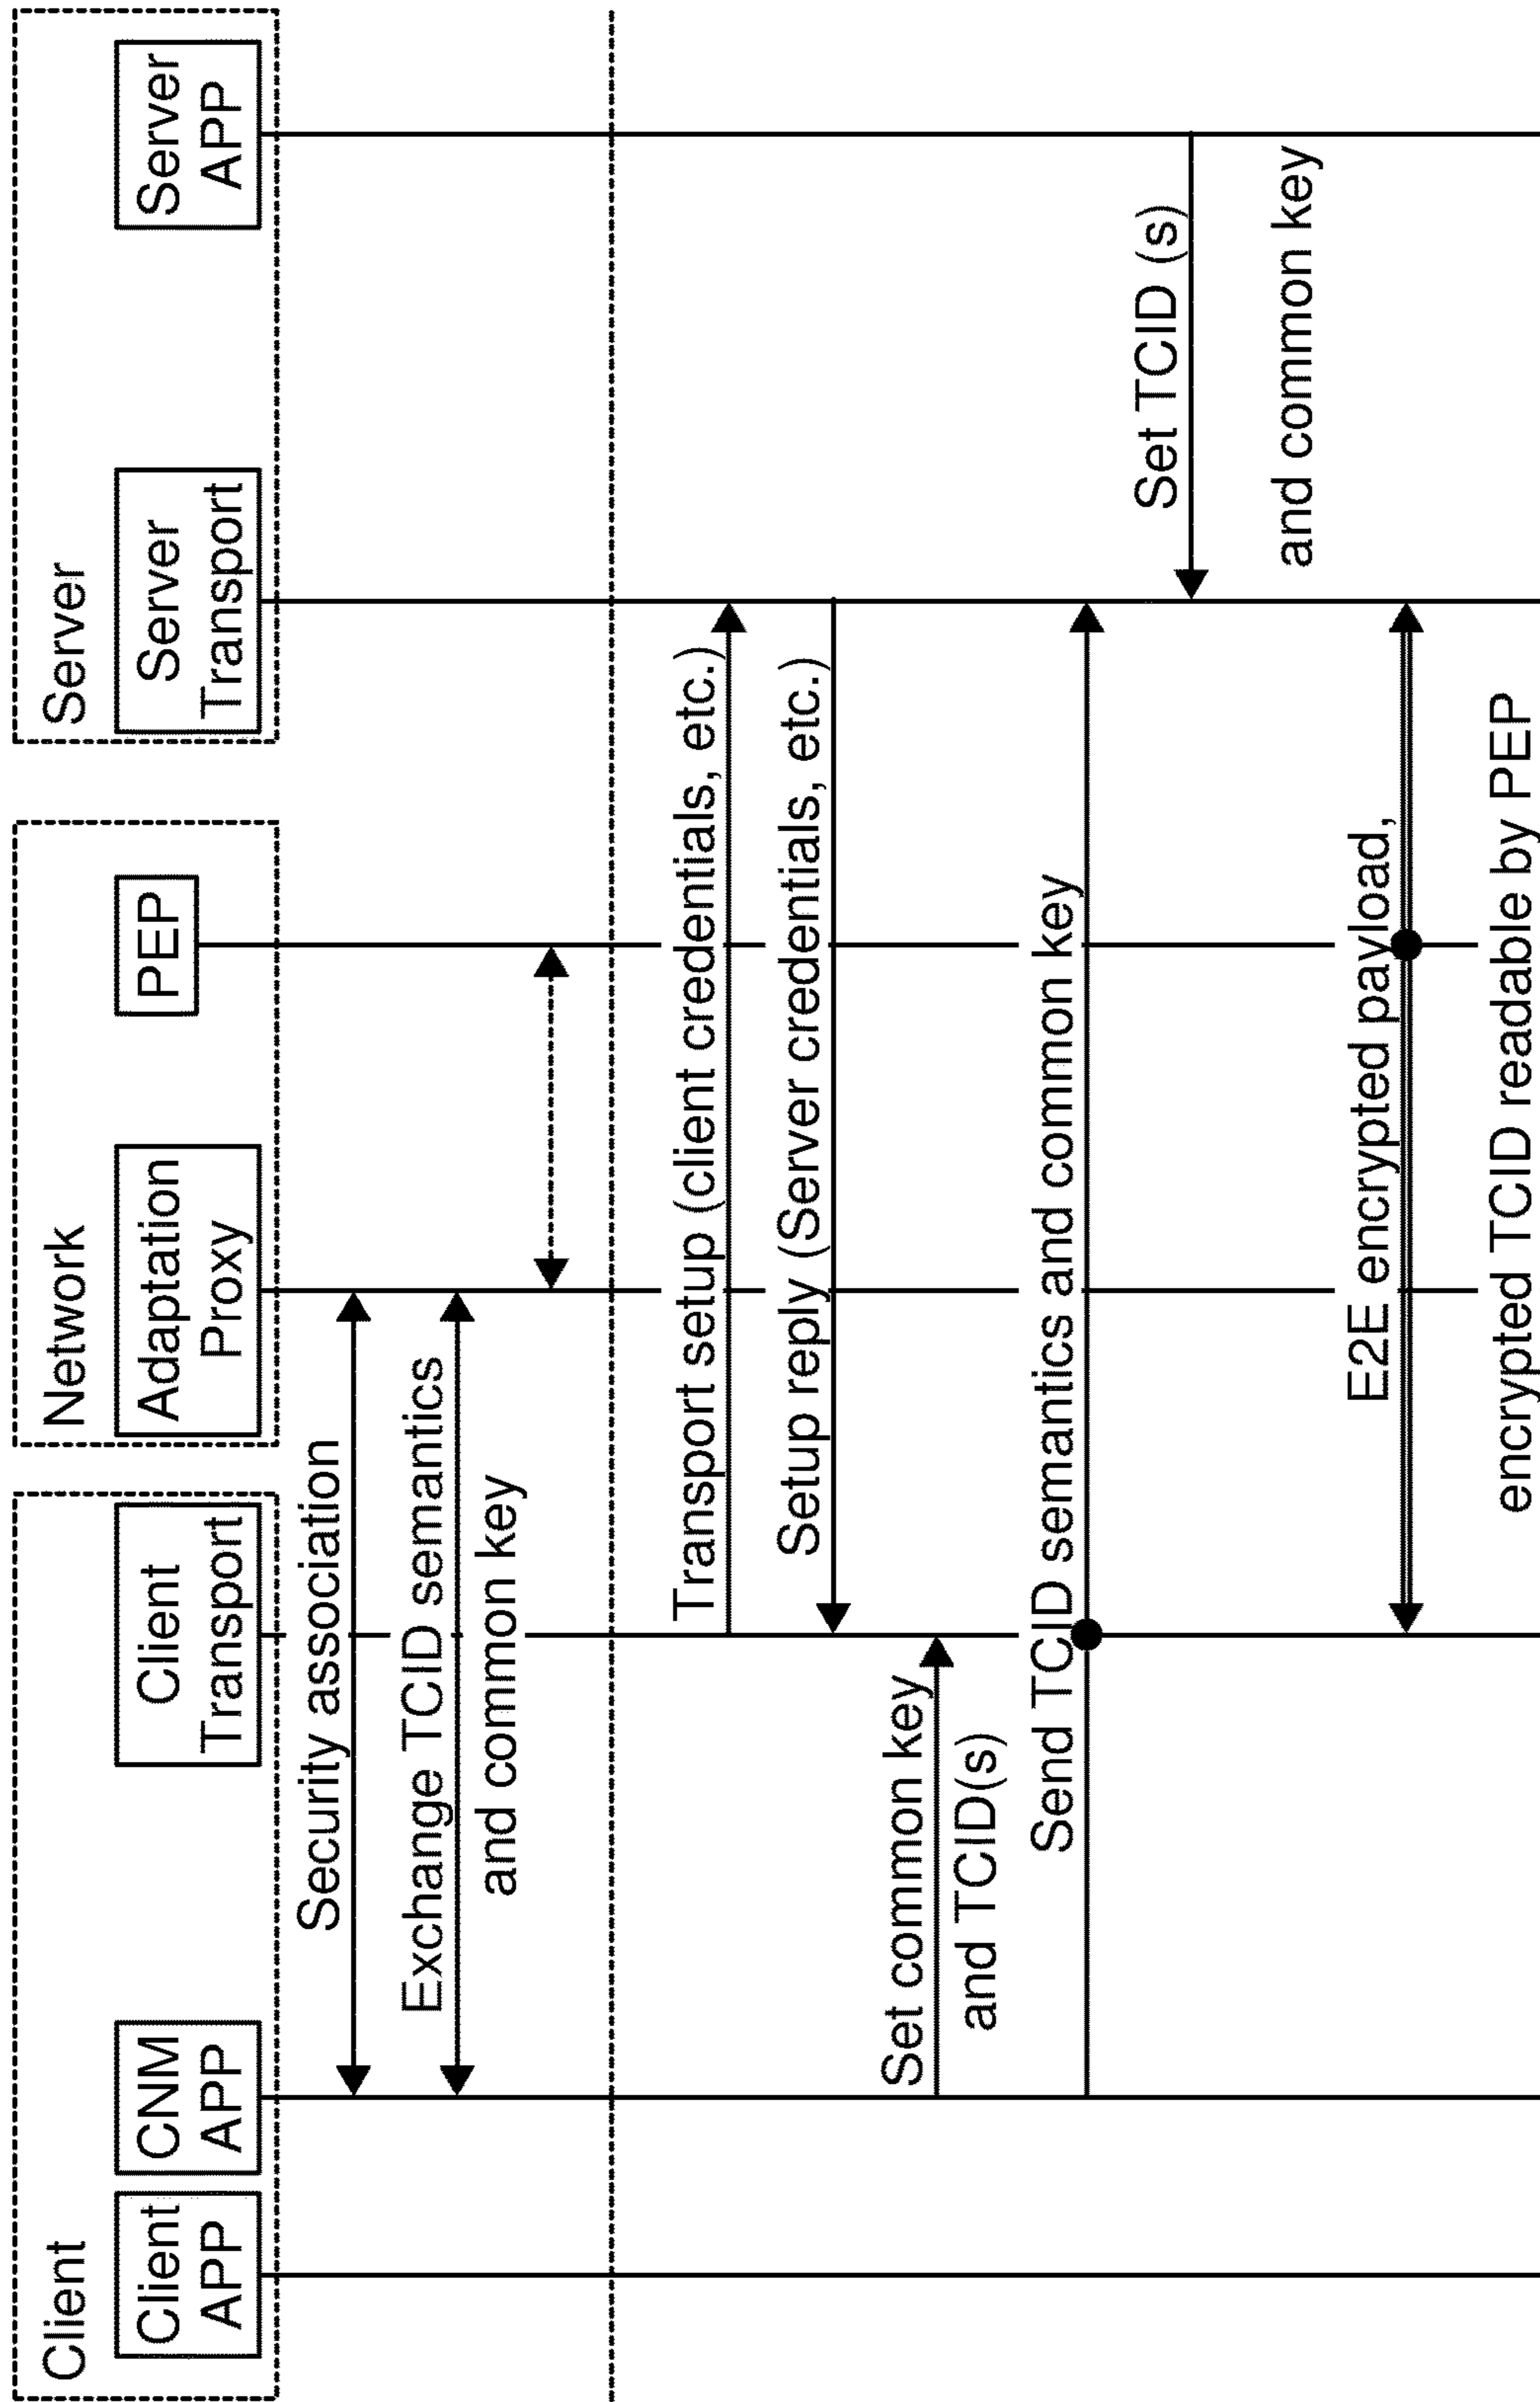 Client
Network
Server
Client
APP
CNM
APP
Client
Transport
Adaptation
Proxy
PEP
Server
Transport
Server
APP
Security association
Exchange TCID semantics
and common key
Transport setup (client credentials, etc.)
Setup reply (Server credentials, etc.)
Set common key
and TCID(s)
Send TCID semantics and common key
Set TCID (s)
and common key
E2E encrypted payload,
encrypted TCID readable by PEP